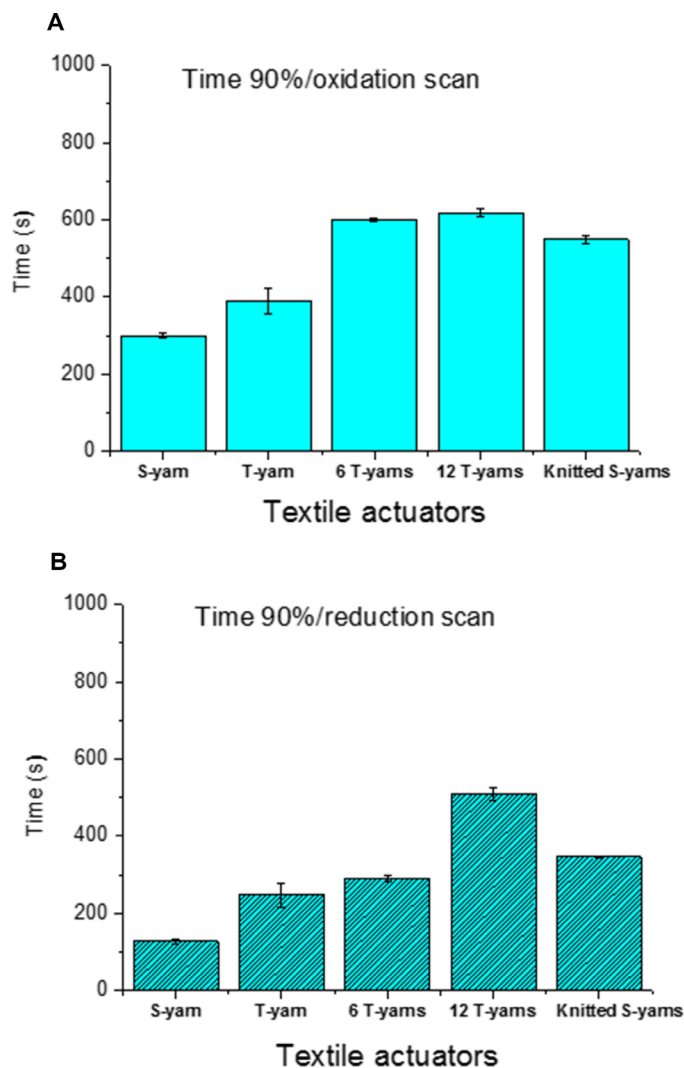 A
Time 90%/oxidation scan
1000
800
600
400
200
0
Time (s)
S-yarn T-yarn 6 T-yarns 12 T-yarns Knitted S-yarns
Textile actuators
B
Time 90%/reduction scan
1000
800
600
400
200
0
Time (s)
S-yarn T-yarn 6 T-yarns 12 T-yarns Knitted S-yarns
Textile actuators